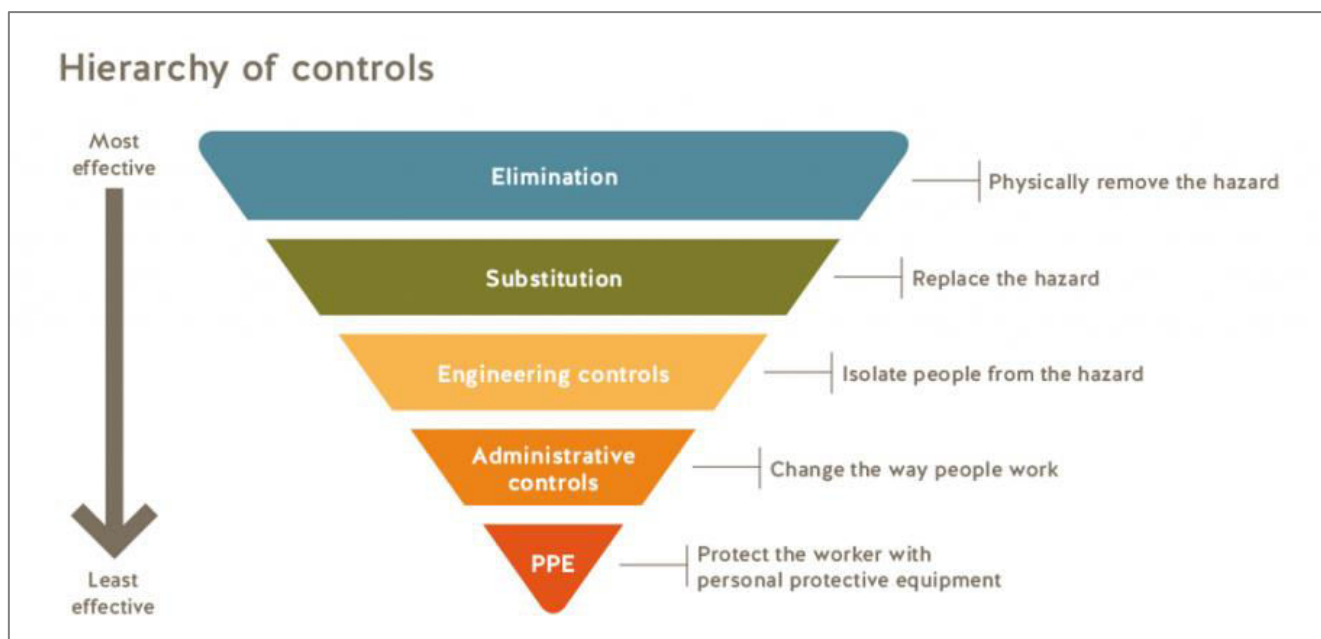 Hierarchy of controls
Most
effective
Elimination
Physically remove the hazard
Substitution
Replace the hazard
Engineering controls
Isolate people from the hazard
Administrative
controls
Change the way people work
PPE
Protect the worker with
personal protective equipment
Least
effective